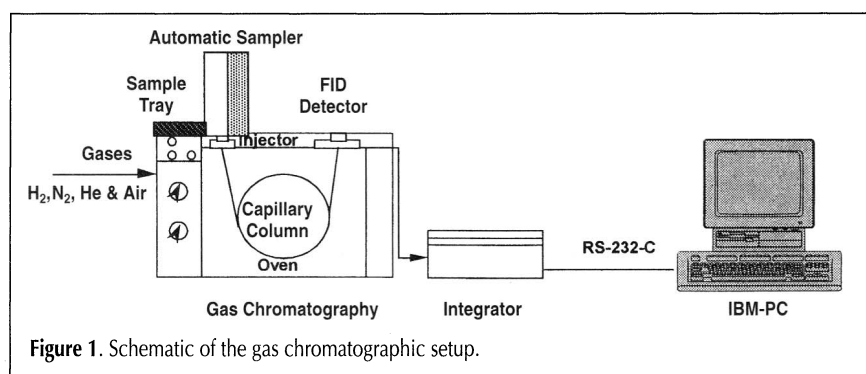 Automatic Sampler
Sample
Tray
FID
Detector
Injector
Gases
H₂,N₂, He & Air
Capillary
Column
Oven
RS-232-C
Gas Chromatography
Integrator
IBM-PC
Figure 1. Schematic of the gas chromatographic setup.